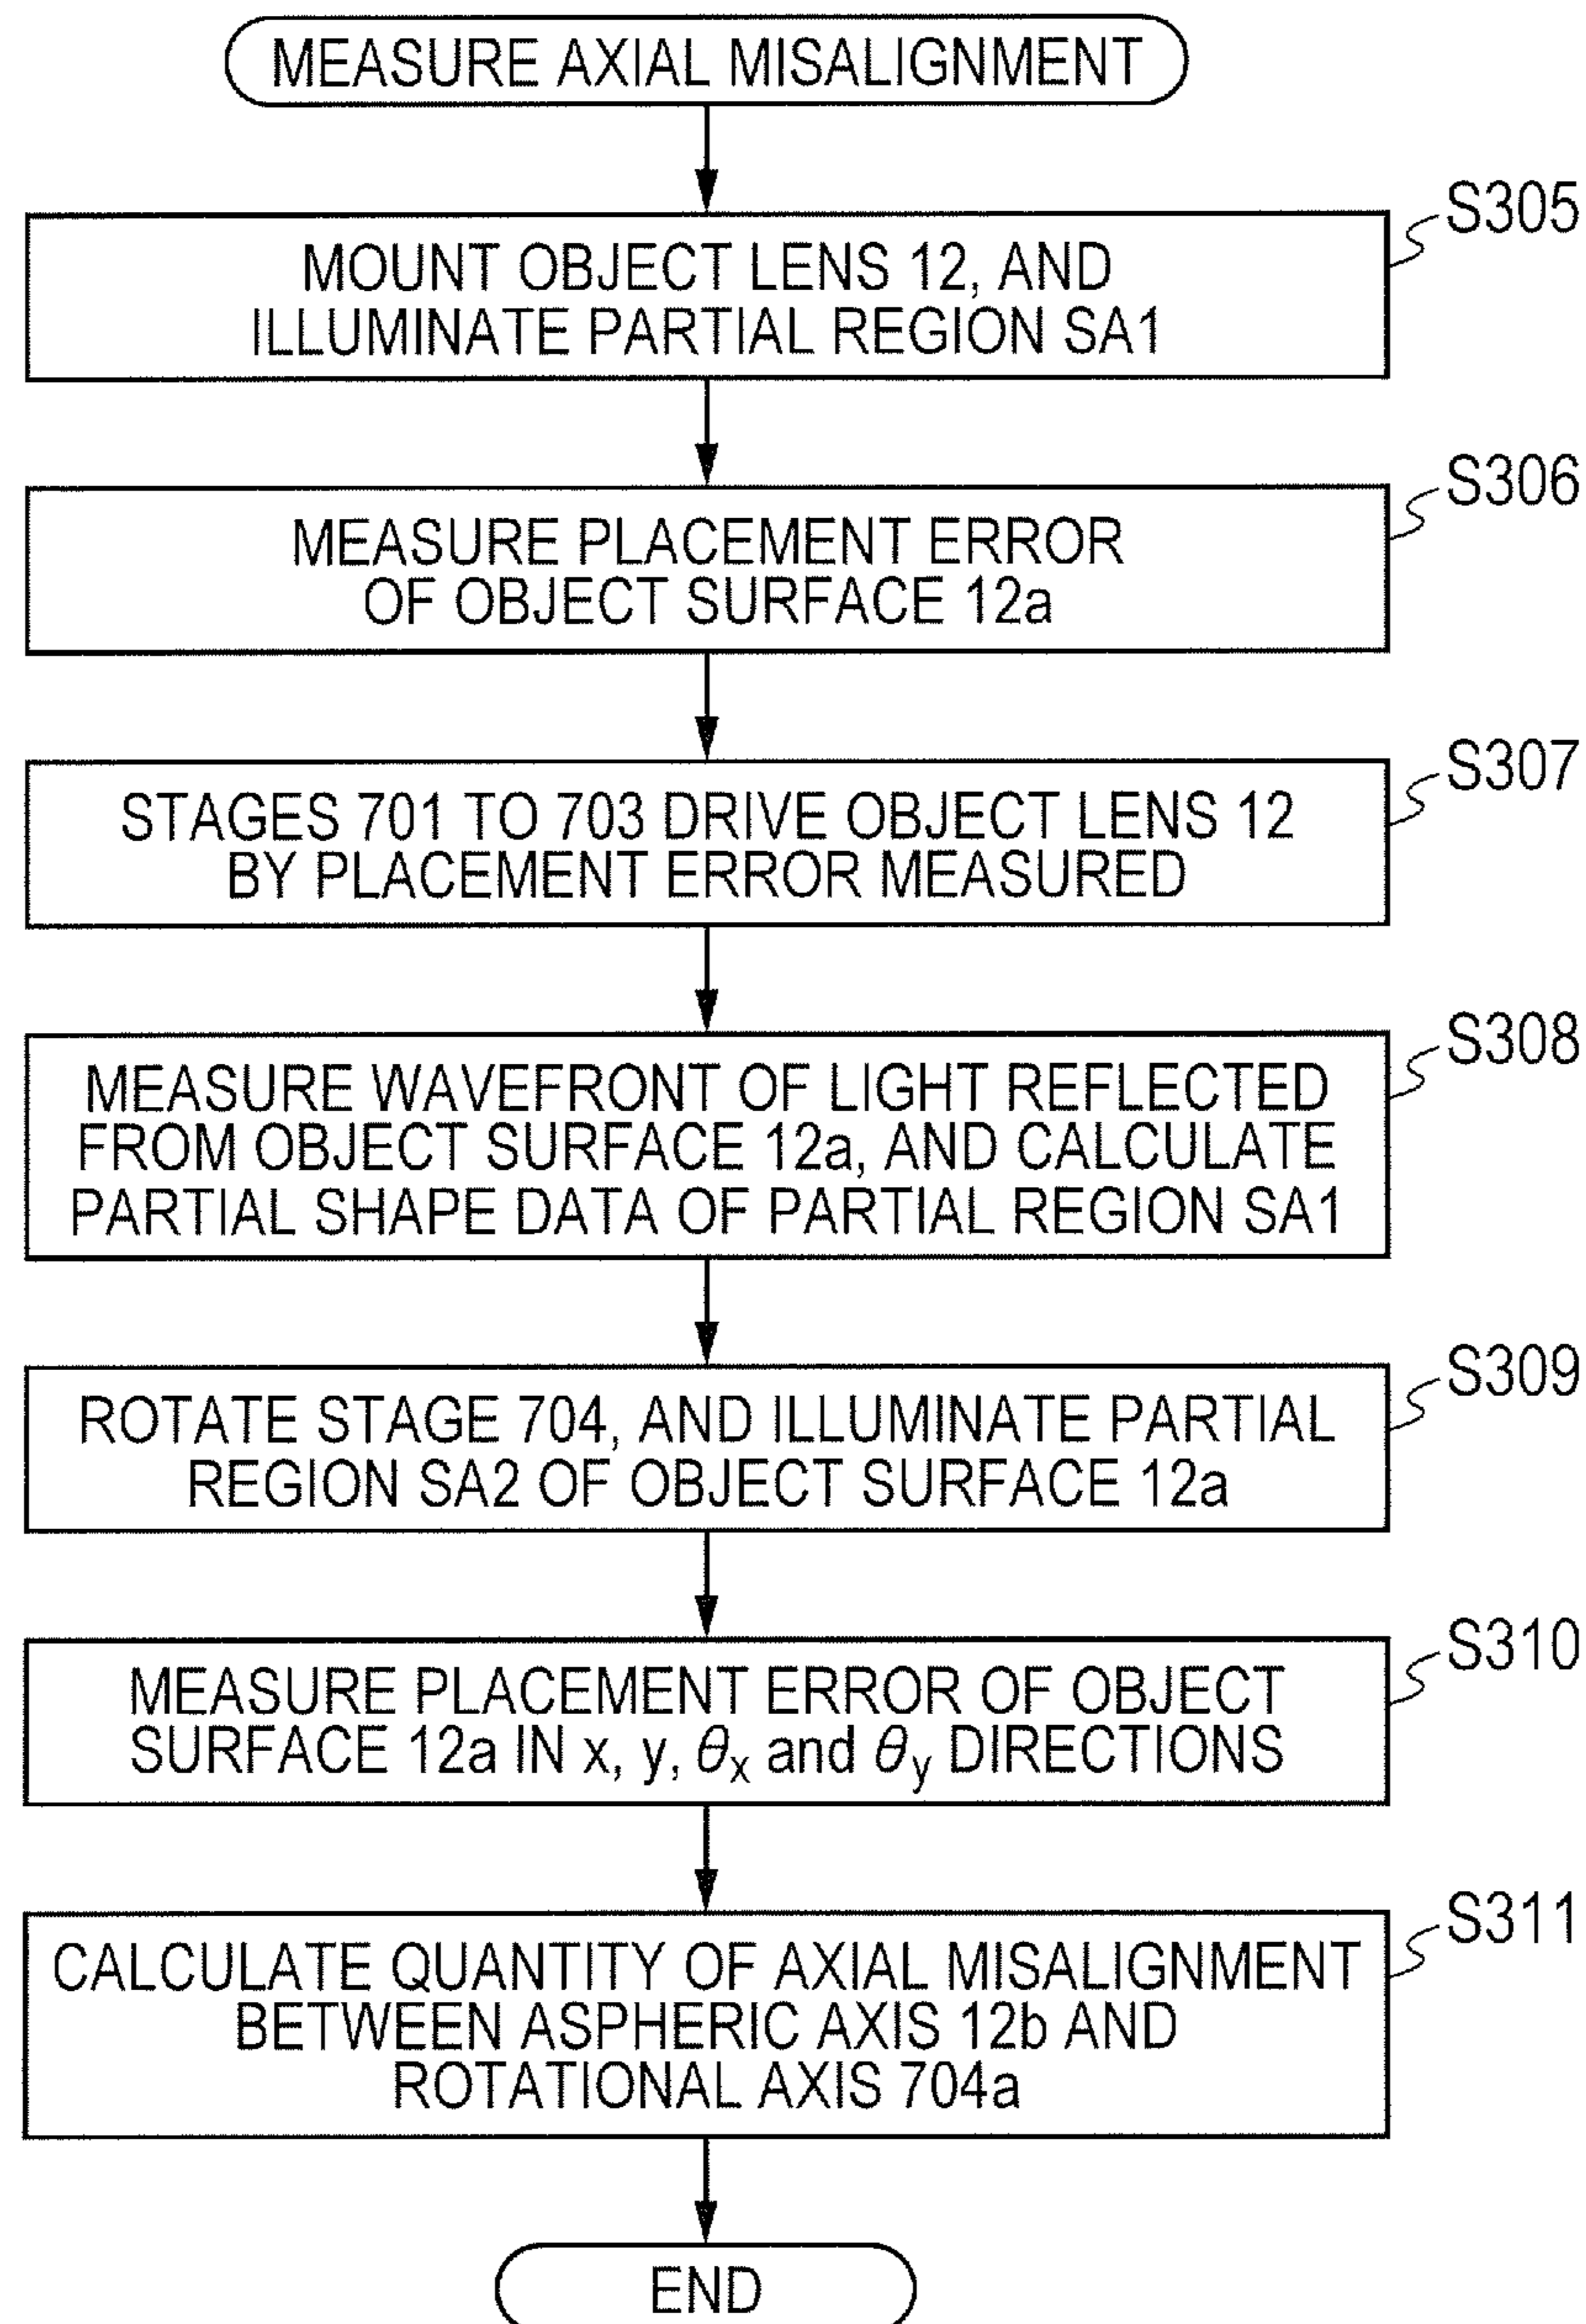 MEASURE AXIAL MISALIGNMENT
S305
MOUNT OBJECT LENS 12, AND
ILLUMINATE PARTIAL REGION SA1
S306
MEASURE PLACEMENT ERROR
OF OBJECT SURFACE 12a
S307
STAGES 701 TO 703 DRIVE OBJECT LENS 12
BY PLACEMENT ERROR MEASURED
S308
MEASURE WAVEFRONT OF LIGHT REFLECTED
FROM OBJECT SURFACE 12a, AND CALCULATE
PARTIAL SHAPE DATA OF PARTIAL REGION SA1
S309
ROTATE STAGE 704, AND ILLUMINATE PARTIAL
REGION SA2 OF OBJECT SURFACE 12a
S310
MEASURE PLACEMENT ERROR OF OBJECT
SURFACE 12a IN x, y, θx and θy DIRECTIONS
S311
CALCULATE QUANTITY OF AXIAL MISALIGNMENT
BETWEEN ASPHERIC AXIS 12b AND
ROTATIONAL AXIS 704a
END